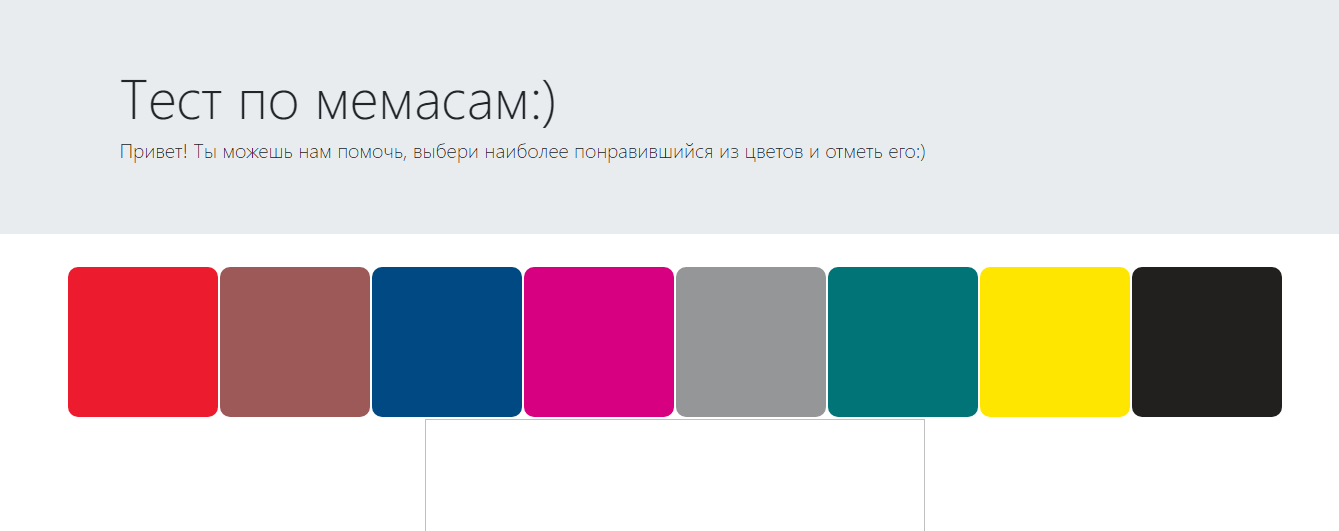 Тест по мемасам:)
Привет! Ты можешь нам помочь, выбери наиболее понравившийся из цветов и отметь его:)